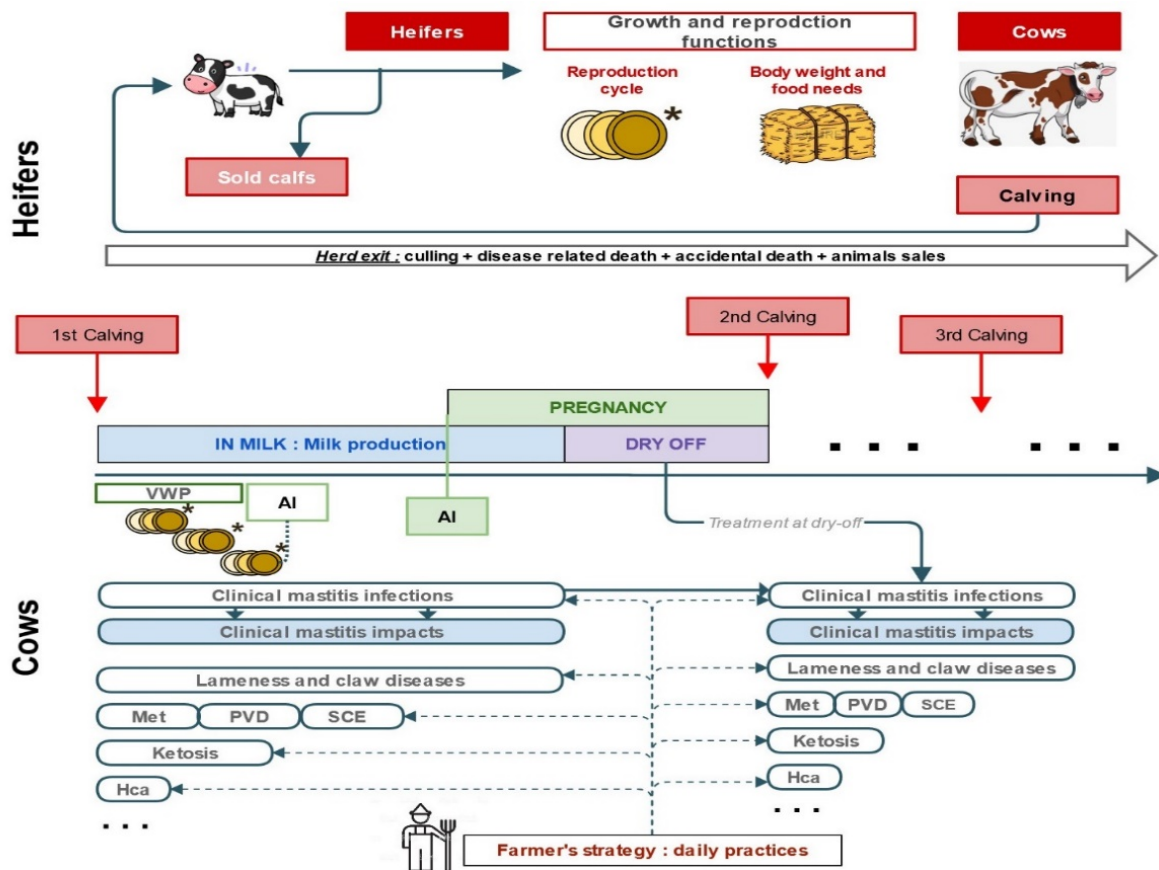 Heifers
Heifers
Growth and reprodction
functions
Cows
Reproduction
cycle
*
Body weight and
food needs
Sold calfs
Calving
Herd exit : culling + disease related death + accidental death + animals sales
1st Calving
2nd Calving
3rd Calving
PREGNANCY
IN MILK : Milk production
DRY OFF
. . .
. . .
VWP
AI
AI
*
*
*
Treatment at dry-off
Cows
Clinical mastitis infections
Clinical mastitis infections
Clinical mastitis impacts
Clinical mastitis impacts
Lameness and claw diseases
Lameness and claw diseases
Met
PVD
SCE
Met
PVD
SCE
Ketosis
Ketosis
Hca
Hca
. . .
. . .
Farmer's strategy : daily practices